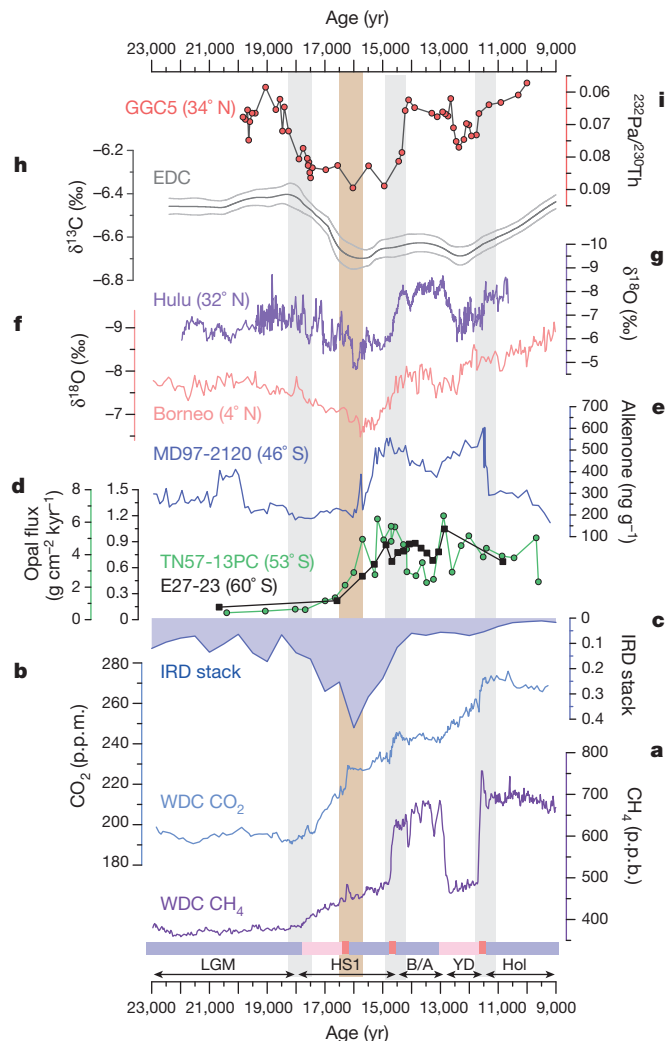 Age (yr)
23,000 21,000 19,000 17,000 15,000 13,000 11,000 9,000
i
GGC5 (34° N)
0.06
0.07
0.08
0.09
²³²Pa/²³⁰Th
h
EDC
–6.2
–6.4
–6.6
–6.8
δ¹³C (‰)
g
Hulu (32° N)
–10
–9
–8
–7
–6
–5
δ¹⁸O (‰)
f
–9
–8
–7
δ¹⁸O (‰)
Borneo (4° N)
e
MD97-2120 (46° S)
700
600
500
400
300
200
100
Alkenone (ng g⁻¹)
d
Opal flux
(g cm⁻² kyr⁻¹)
8
6
4
2
0
1.5
1.2
0.9
0.6
0.3
0
TN57-13PC (53° S)
E27-23 (60° S)
c
0
0.1
0.2
0.3
0.4
IRD stack
IRD stack
b
280
260
240
220
200
180
CO₂ (p.p.m.)
WDC CO₂
a
800
700
600
500
400
CH₄ (p.p.b.)
WDC CH₄
LGM HS1 B/A YD Hol
23,000 21,000 19,000 17,000 15,000 13,000 11,000 9,000
Age (yr)